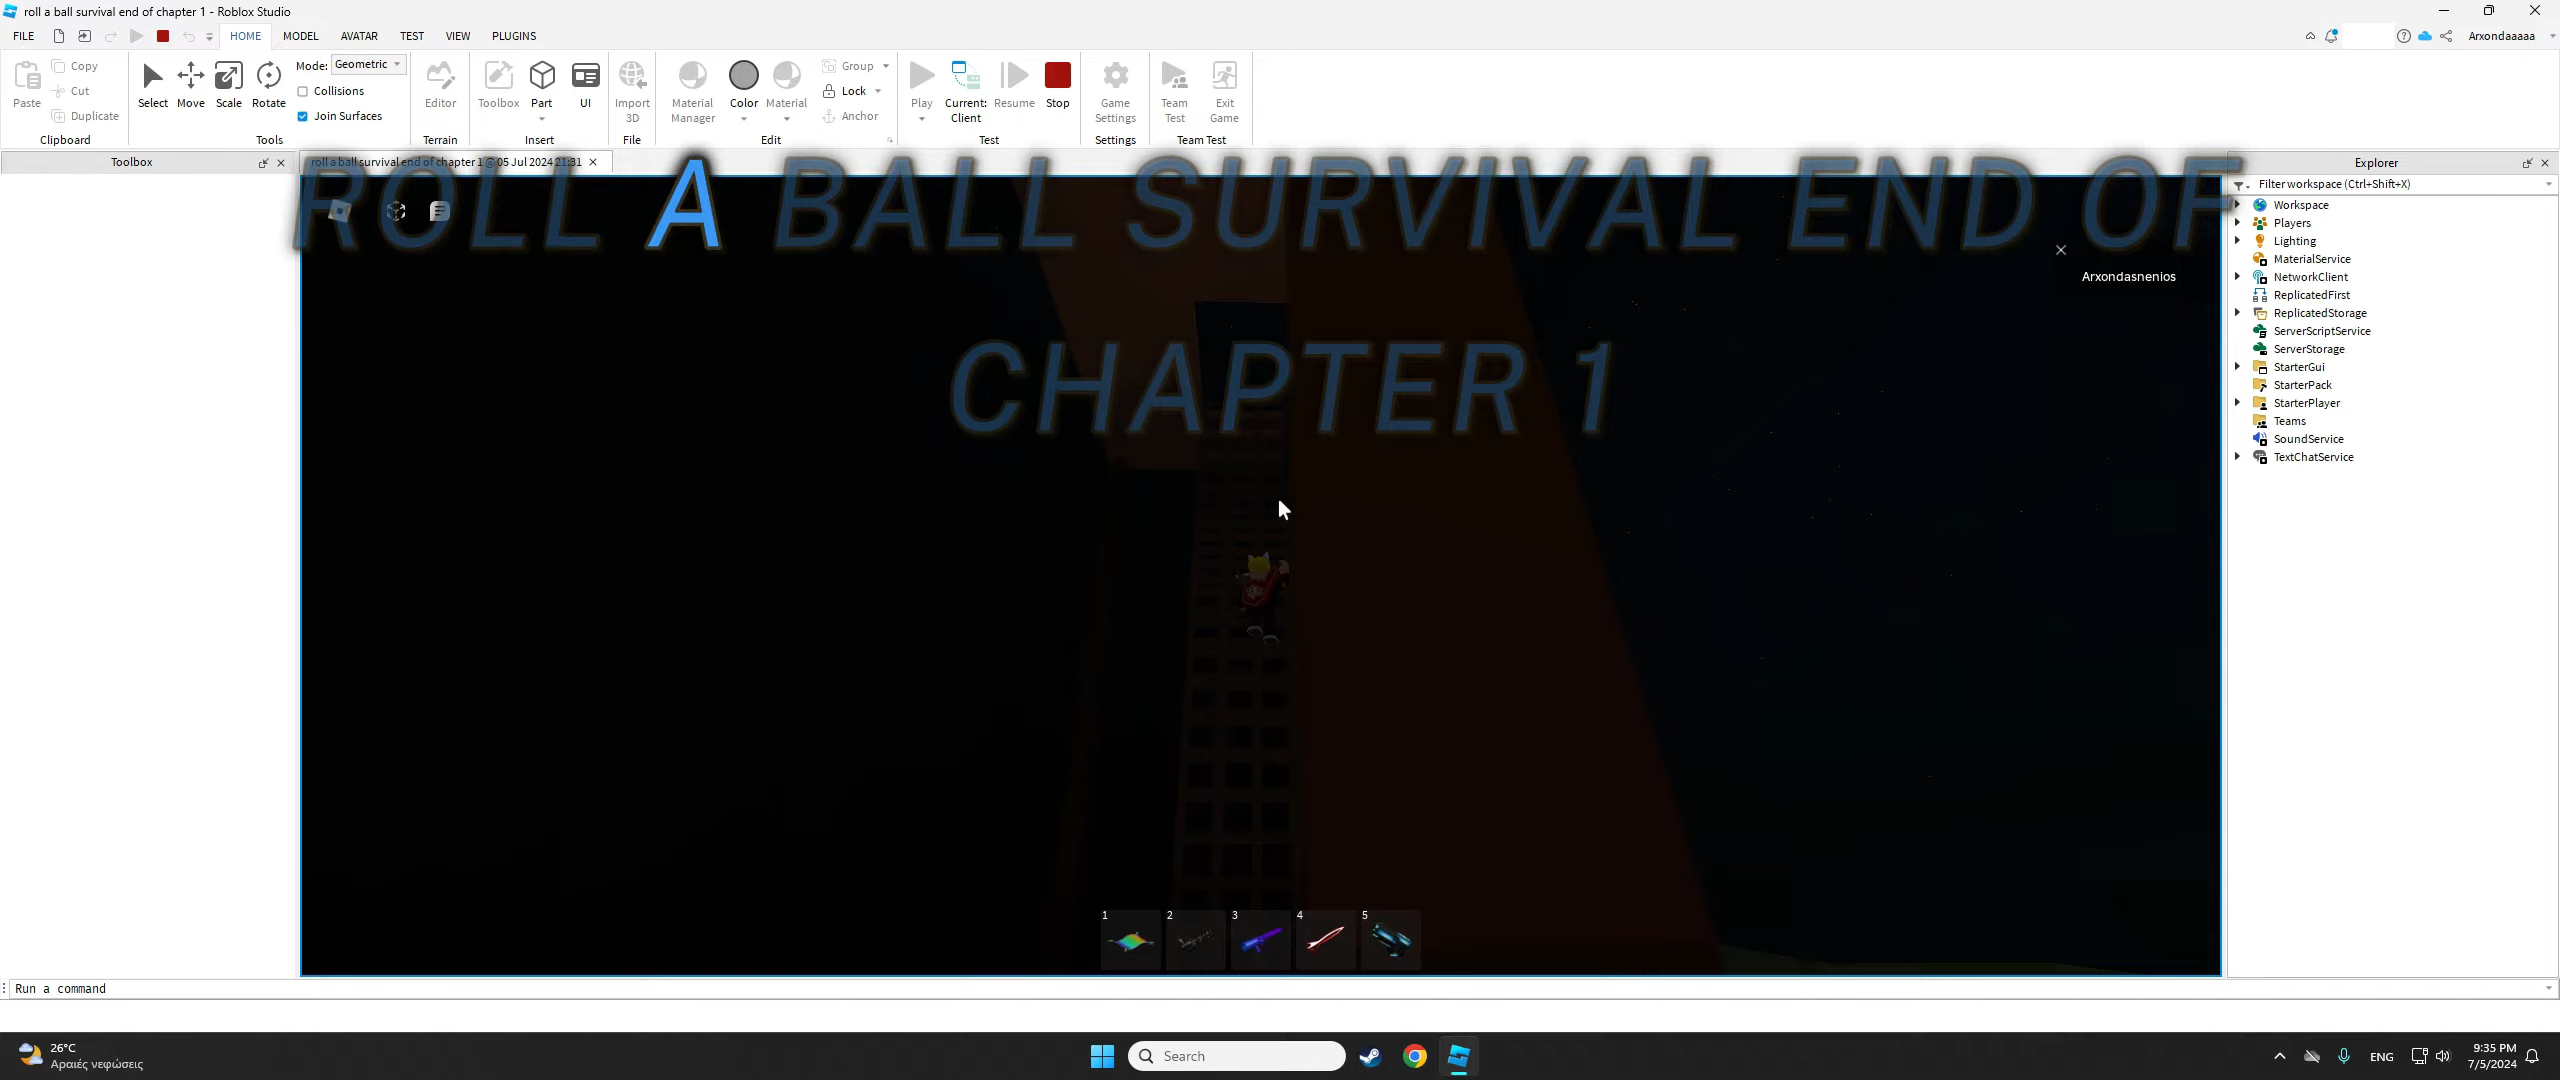 roll a ball survival end of chapter 1 - Roblox Studio
FILE HOME MODEL AVATAR TEST VIEW PLUGINS Arxondaaaaa
Paste Copy Cut Duplicate Clipboard
Select Move Scale Rotate Mode: Geometric Collisions Join Surfaces Tools
Editor Terrain
Toolbox Part UI Insert
Import 3D File
Material Manager Color Material Group Lock Anchor Edit
Play Current: Client Resume Stop Test
Game Settings Settings
Team Test Exit Game Team Test
Toolbox
roll a ball survival end of chapter 1 @ 05 Jul 2024 21:31
Explorer
ROLL A BALL SURVIVAL END OF
CHAPTER 1
Arxondasnenios
Filter workspace (Ctrl+Shift+X)
Workspace
Players
Lighting
MaterialService
NetworkClient
ReplicatedFirst
ReplicatedStorage
ServerScriptService
ServerStorage
StarterGui
StarterPack
StarterPlayer
Teams
SoundService
TextChatService
1 2 3 4 5
Run a command
26°C
Αραιές νεφώσεις
Search
ENG
9:35 PM
7/5/2024